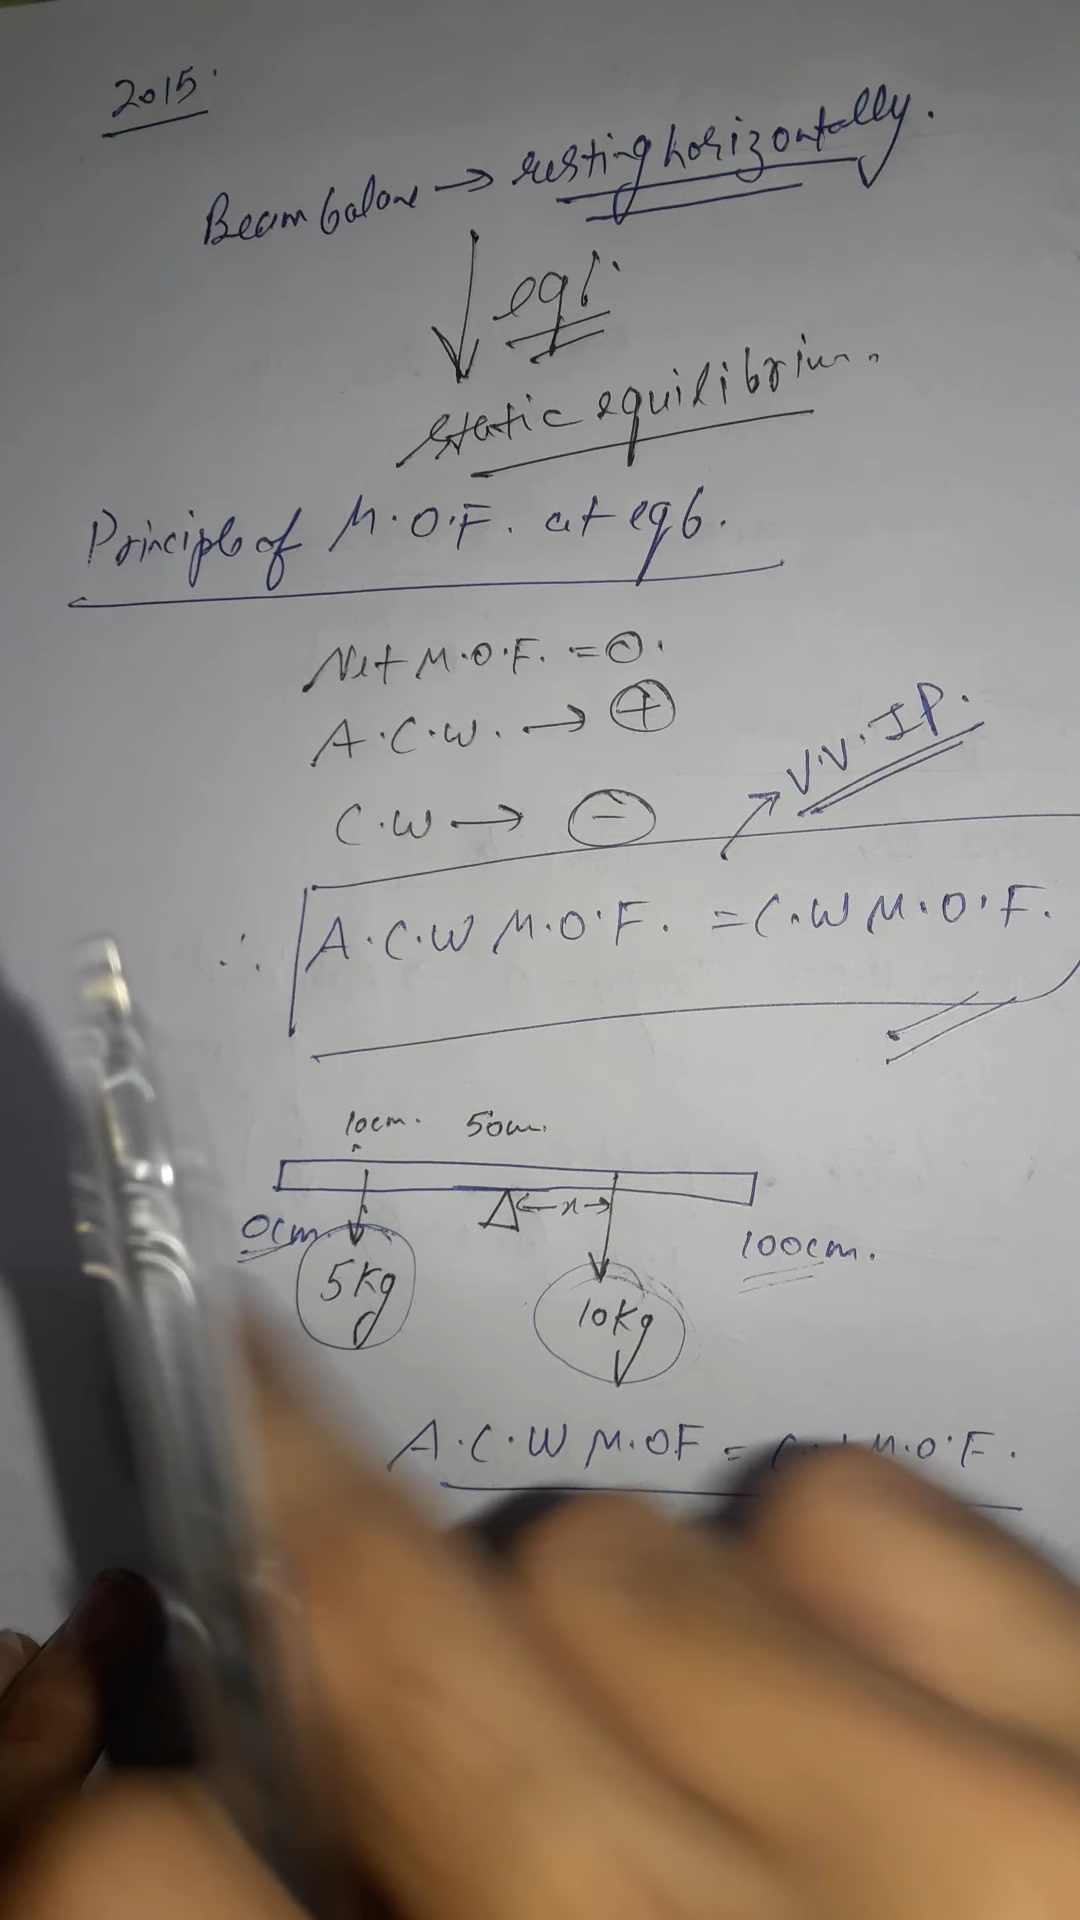 2015.
Beam balance → resting horizontally.
eqb.
static equilibrium.
Principle of M.O.F. at eqb.
Net M.O.F. = 0.
A.C.W. → +
C.W → −
V.V.IP.
∴ A.C.W M.O.F. = C.W M.O.F.
10cm. 50cm.
x
0cm 100cm.
5kg 10kg
A.C.W M.OF = M.O.F.